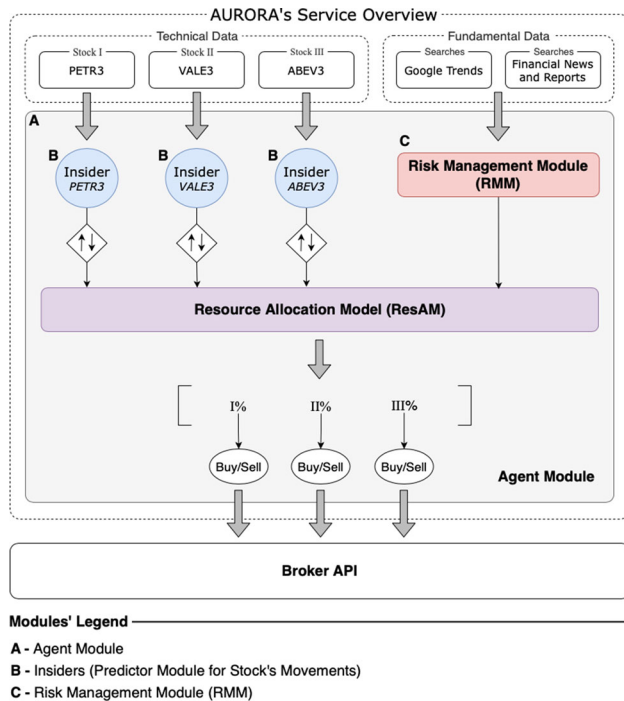 AURORA's Service Overview
Technical Data
Fundamental Data
Stock I
PETR3
Stock II
VALE3
Stock III
ABEV3
Searches
Google Trends
Searches
Financial News
and Reports
A
B
Insider
PETR3
B
Insider
VALE3
B
Insider
ABEV3
C
Risk Management Module
(RMM)
Resource Allocation Model (ResAM)
I%
II%
III%
Buy/Sell
Buy/Sell
Buy/Sell
Agent Module
Broker API
Modules' Legend
A - Agent Module
B - Insiders (Predictor Module for Stock's Movements)
C - Risk Management Module (RMM)